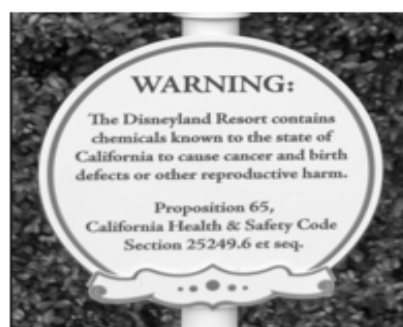 WARNING:
The Disneyland Resort contains
chemicals known to the state of
California to cause cancer and birth
defects or other reproductive harm.
Proposition 65,
California Health & Safety Code
Section 25249.6 et seq.